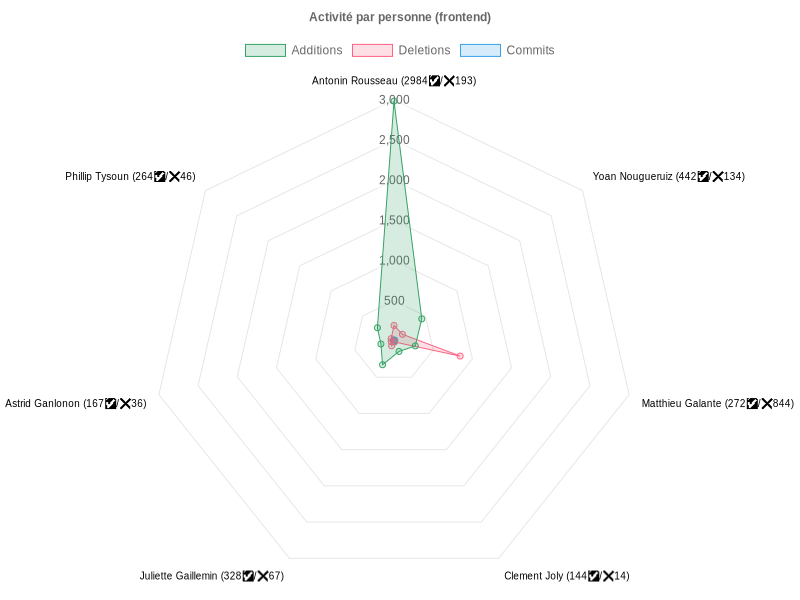 Activité par personne (frontend)
Additions Deletions Commits
Antonin Rousseau (2984✅/❌193)
3,000
2,500
Phillip Tysoun (264✅/❌46)
Yoan Nougueruiz (442✅/❌134)
2,000
1,500
1,000
500
Astrid Ganlonon (167✅/❌36)
Matthieu Galante (272✅/❌844)
Juliette Gaillemin (328✅/❌67)
Clement Joly (144✅/❌14)